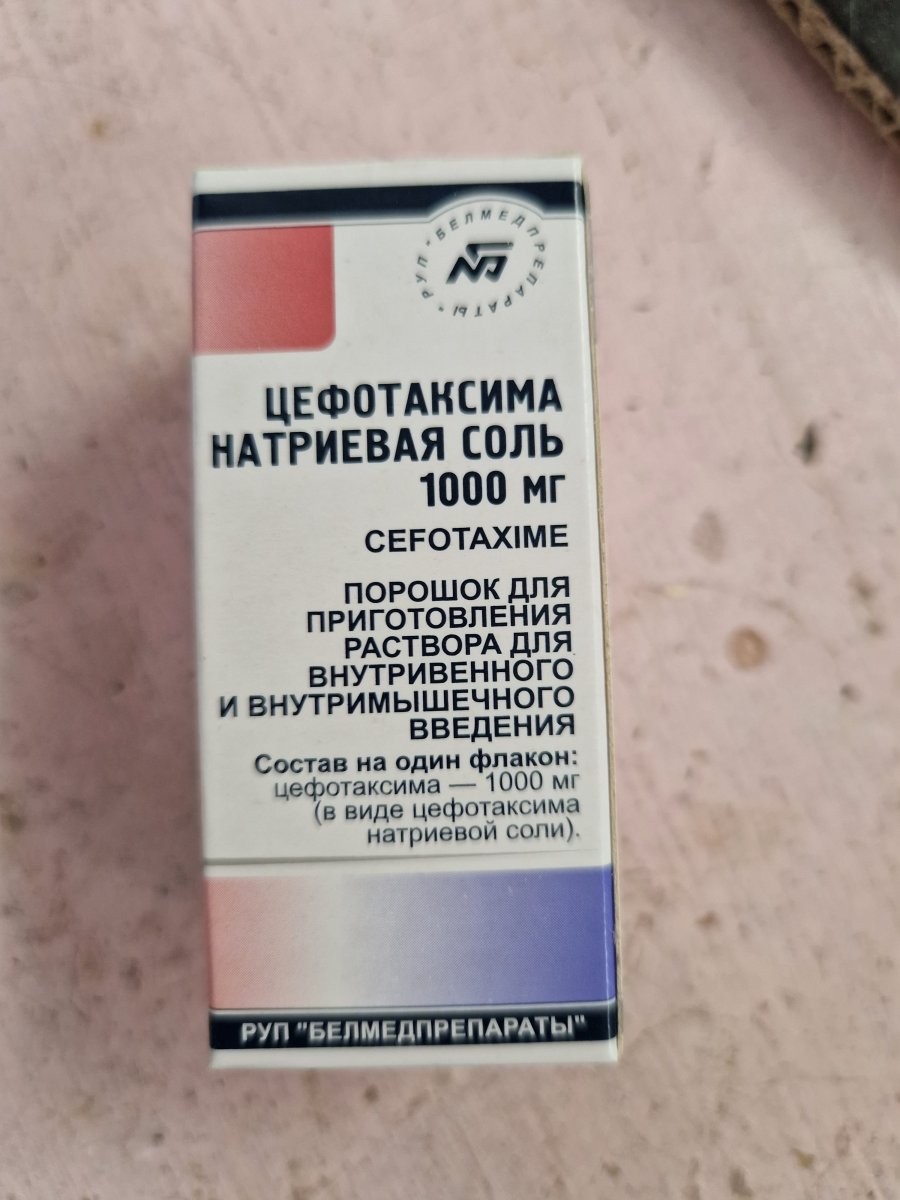 РУП "БЕЛМЕДПРЕПАРАТЫ"
ЦЕФОТАКСИМА
НАТРИЕВАЯ СОЛЬ
1000 МГ
CEFOTAXIME
ПОРОШОК ДЛЯ
ПРИГОТОВЛЕНИЯ
РАСТВОРА ДЛЯ
ВНУТРИВЕННОГО
И ВНУТРИМЫШЕЧНОГО
ВВЕДЕНИЯ
Состав на один флакон:
цефотаксима — 1000 мг
(в виде цефотаксима
натриевой соли).
РУП "БЕЛМЕДПРЕПАРАТЫ"